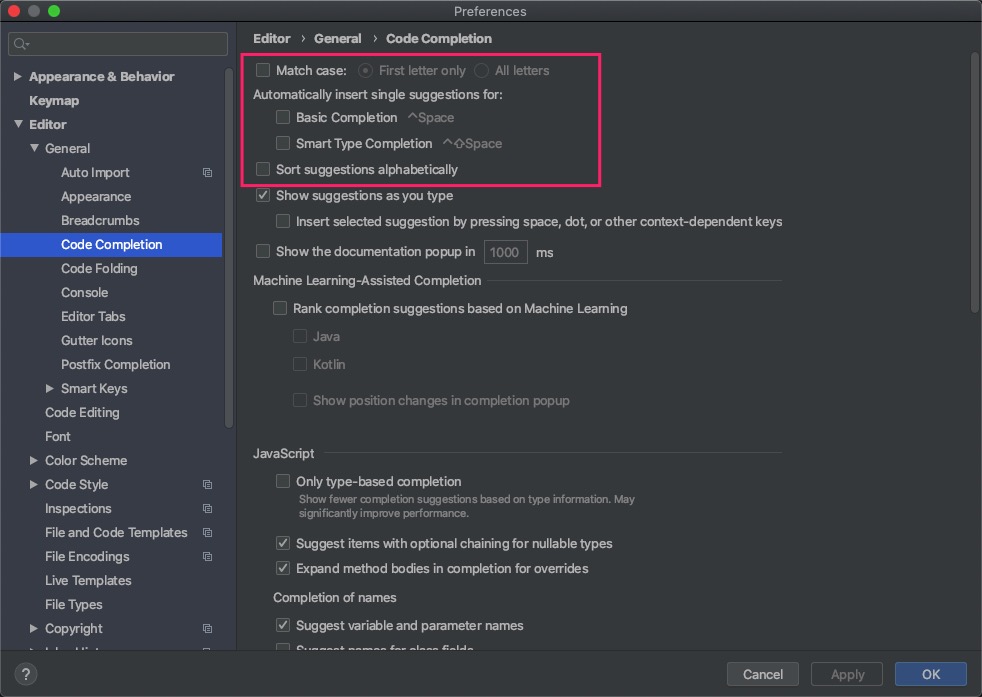 Preferences
Appearance & Behavior
Keymap
Editor
General
Auto Import
Appearance
Breadcrumbs
Code Completion
Code Folding
Console
Editor Tabs
Gutter Icons
Postfix Completion
Smart Keys
Code Editing
Font
Color Scheme
Code Style
Inspections
File and Code Templates
File Encodings
Live Templates
File Types
Copyright
Editor › General › Code Completion
Match case: First letter only All letters
Automatically insert single suggestions for:
Basic Completion ^Space
Smart Type Completion ^⇧Space
Sort suggestions alphabetically
Show suggestions as you type
Insert selected suggestion by pressing space, dot, or other context-dependent keys
Show the documentation popup in 1000 ms
Machine Learning-Assisted Completion
Rank completion suggestions based on Machine Learning
Java
Kotlin
Show position changes in completion popup
JavaScript
Only type-based completion
Show fewer completion suggestions based on type information. May
significantly improve performance.
Suggest items with optional chaining for nullable types
Expand method bodies in completion for overrides
Completion of names
Suggest variable and parameter names
Suggest names for class fields
?
Cancel Apply OK